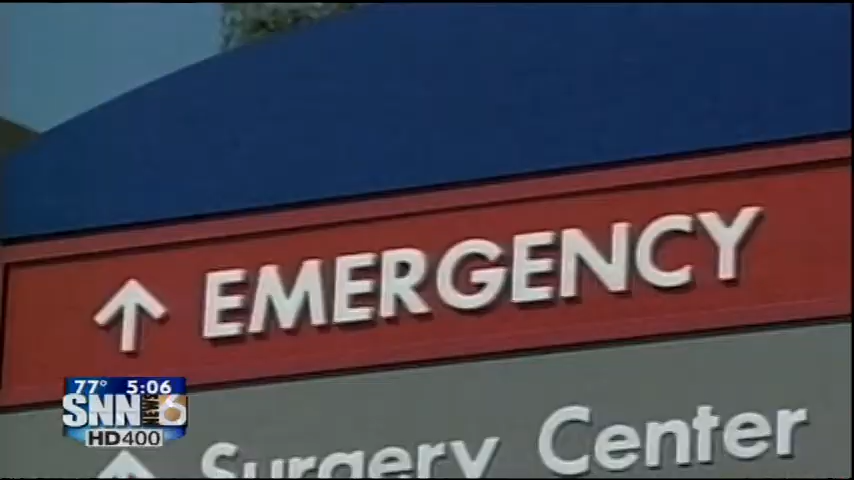 ↑ EMERGENCY
↑ Surgery Center
77° 5:06
SNN NEWS 6
HD400